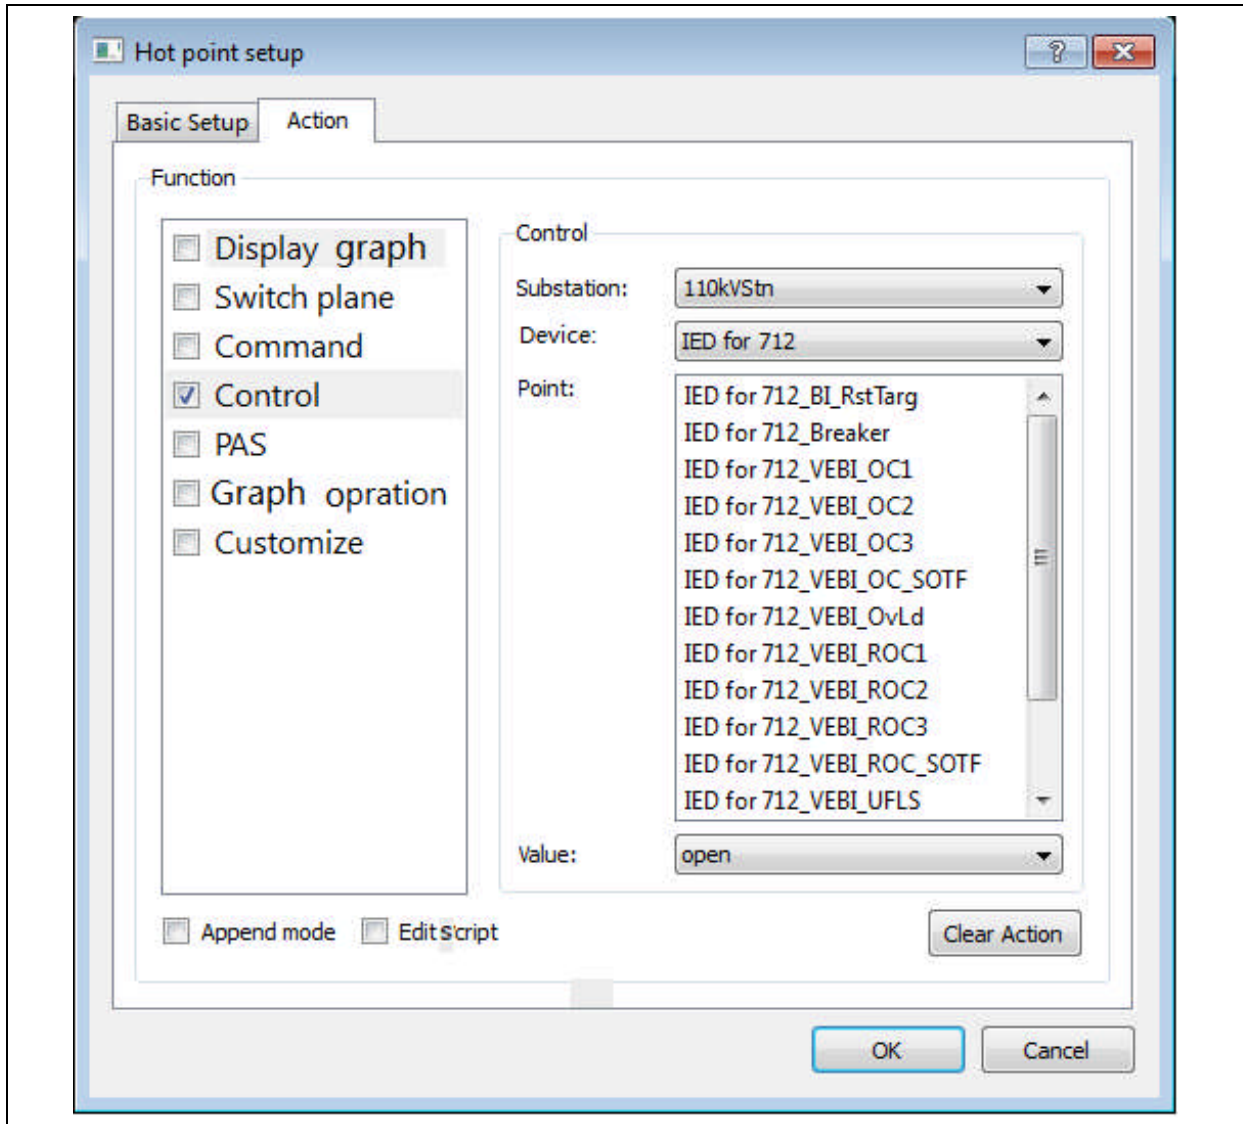 Hot point setup
Basic Setup
Action
Function
Display graph
Switch plane
Command
Control
PAS
Graph opration
Customize
Control
Substation: 110kVStn
Device: IED for 712
Point:
IED for 712_BI_RstTarg
IED for 712_Breaker
IED for 712_VEBI_OC1
IED for 712_VEBI_OC2
IED for 712_VEBI_OC3
IED for 712_VEBI_OC_SOTF
IED for 712_VEBI_OvLd
IED for 712_VEBI_ROC1
IED for 712_VEBI_ROC2
IED for 712_VEBI_ROC3
IED for 712_VEBI_ROC_SOTF
IED for 712_VEBI_UFLS
Value: open
Append mode
Edit script
Clear Action
OK
Cancel